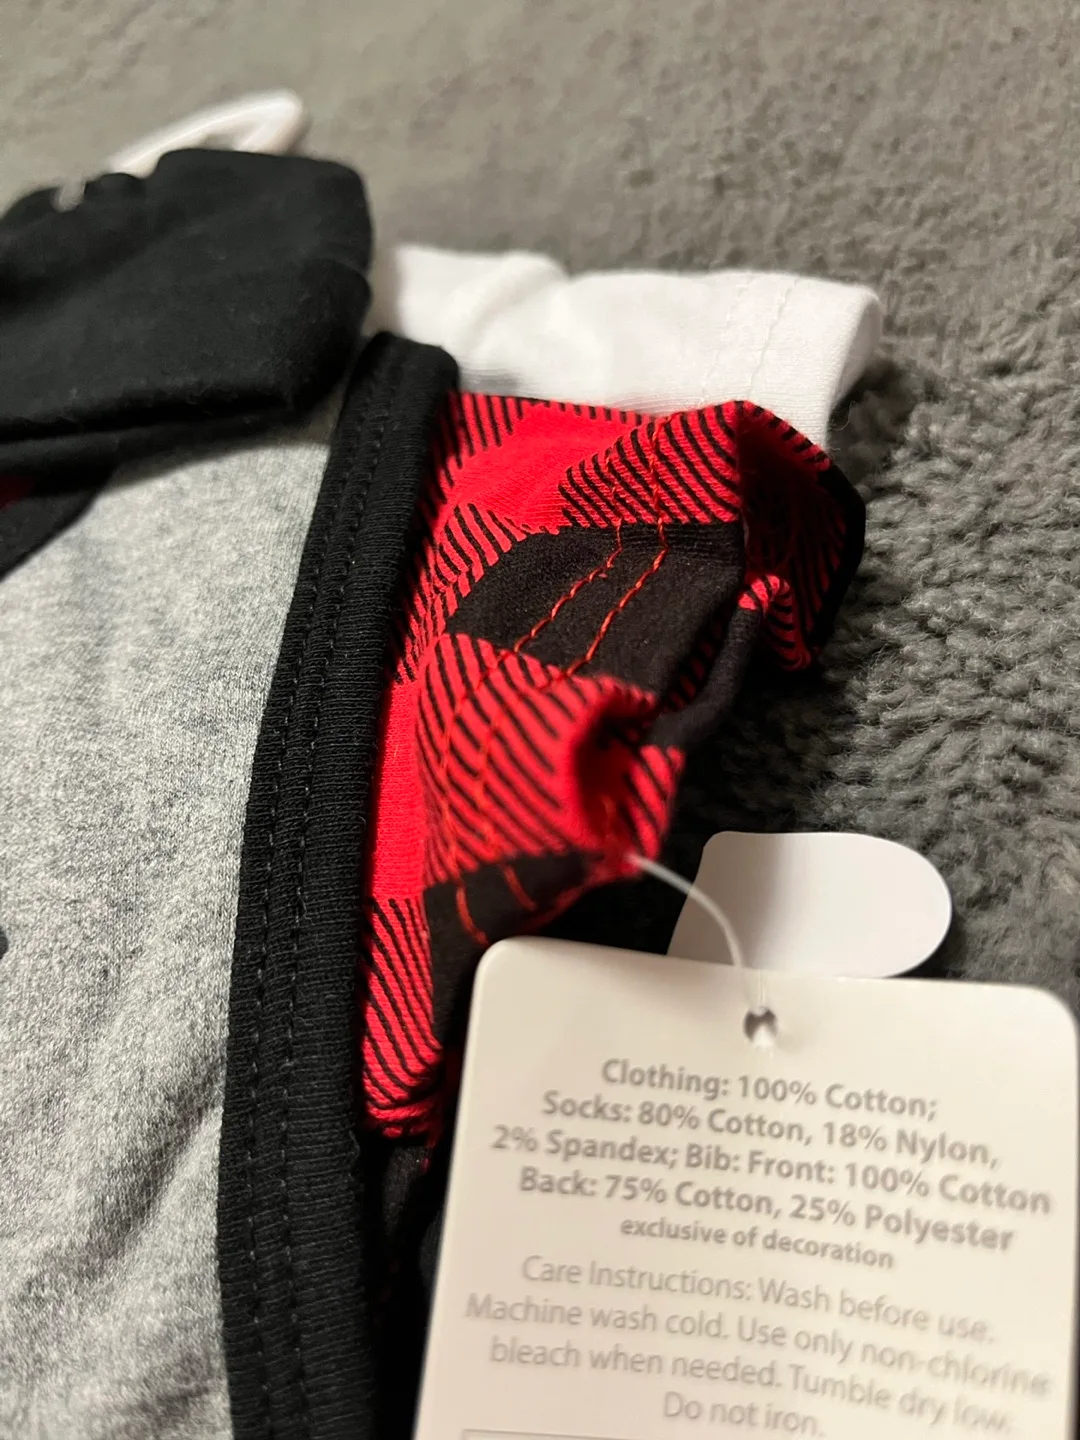 Clothing: 100% Cotton;
Socks: 80% Cotton, 18% Nylon,
2% Spandex; Bib: Front: 100% Cotton
Back: 75% Cotton, 25% Polyester
exclusive of decoration
Care Instructions: Wash before use.
Machine wash cold. Use only non-chlorine
bleach when needed. Tumble dry low.
Do not iron.